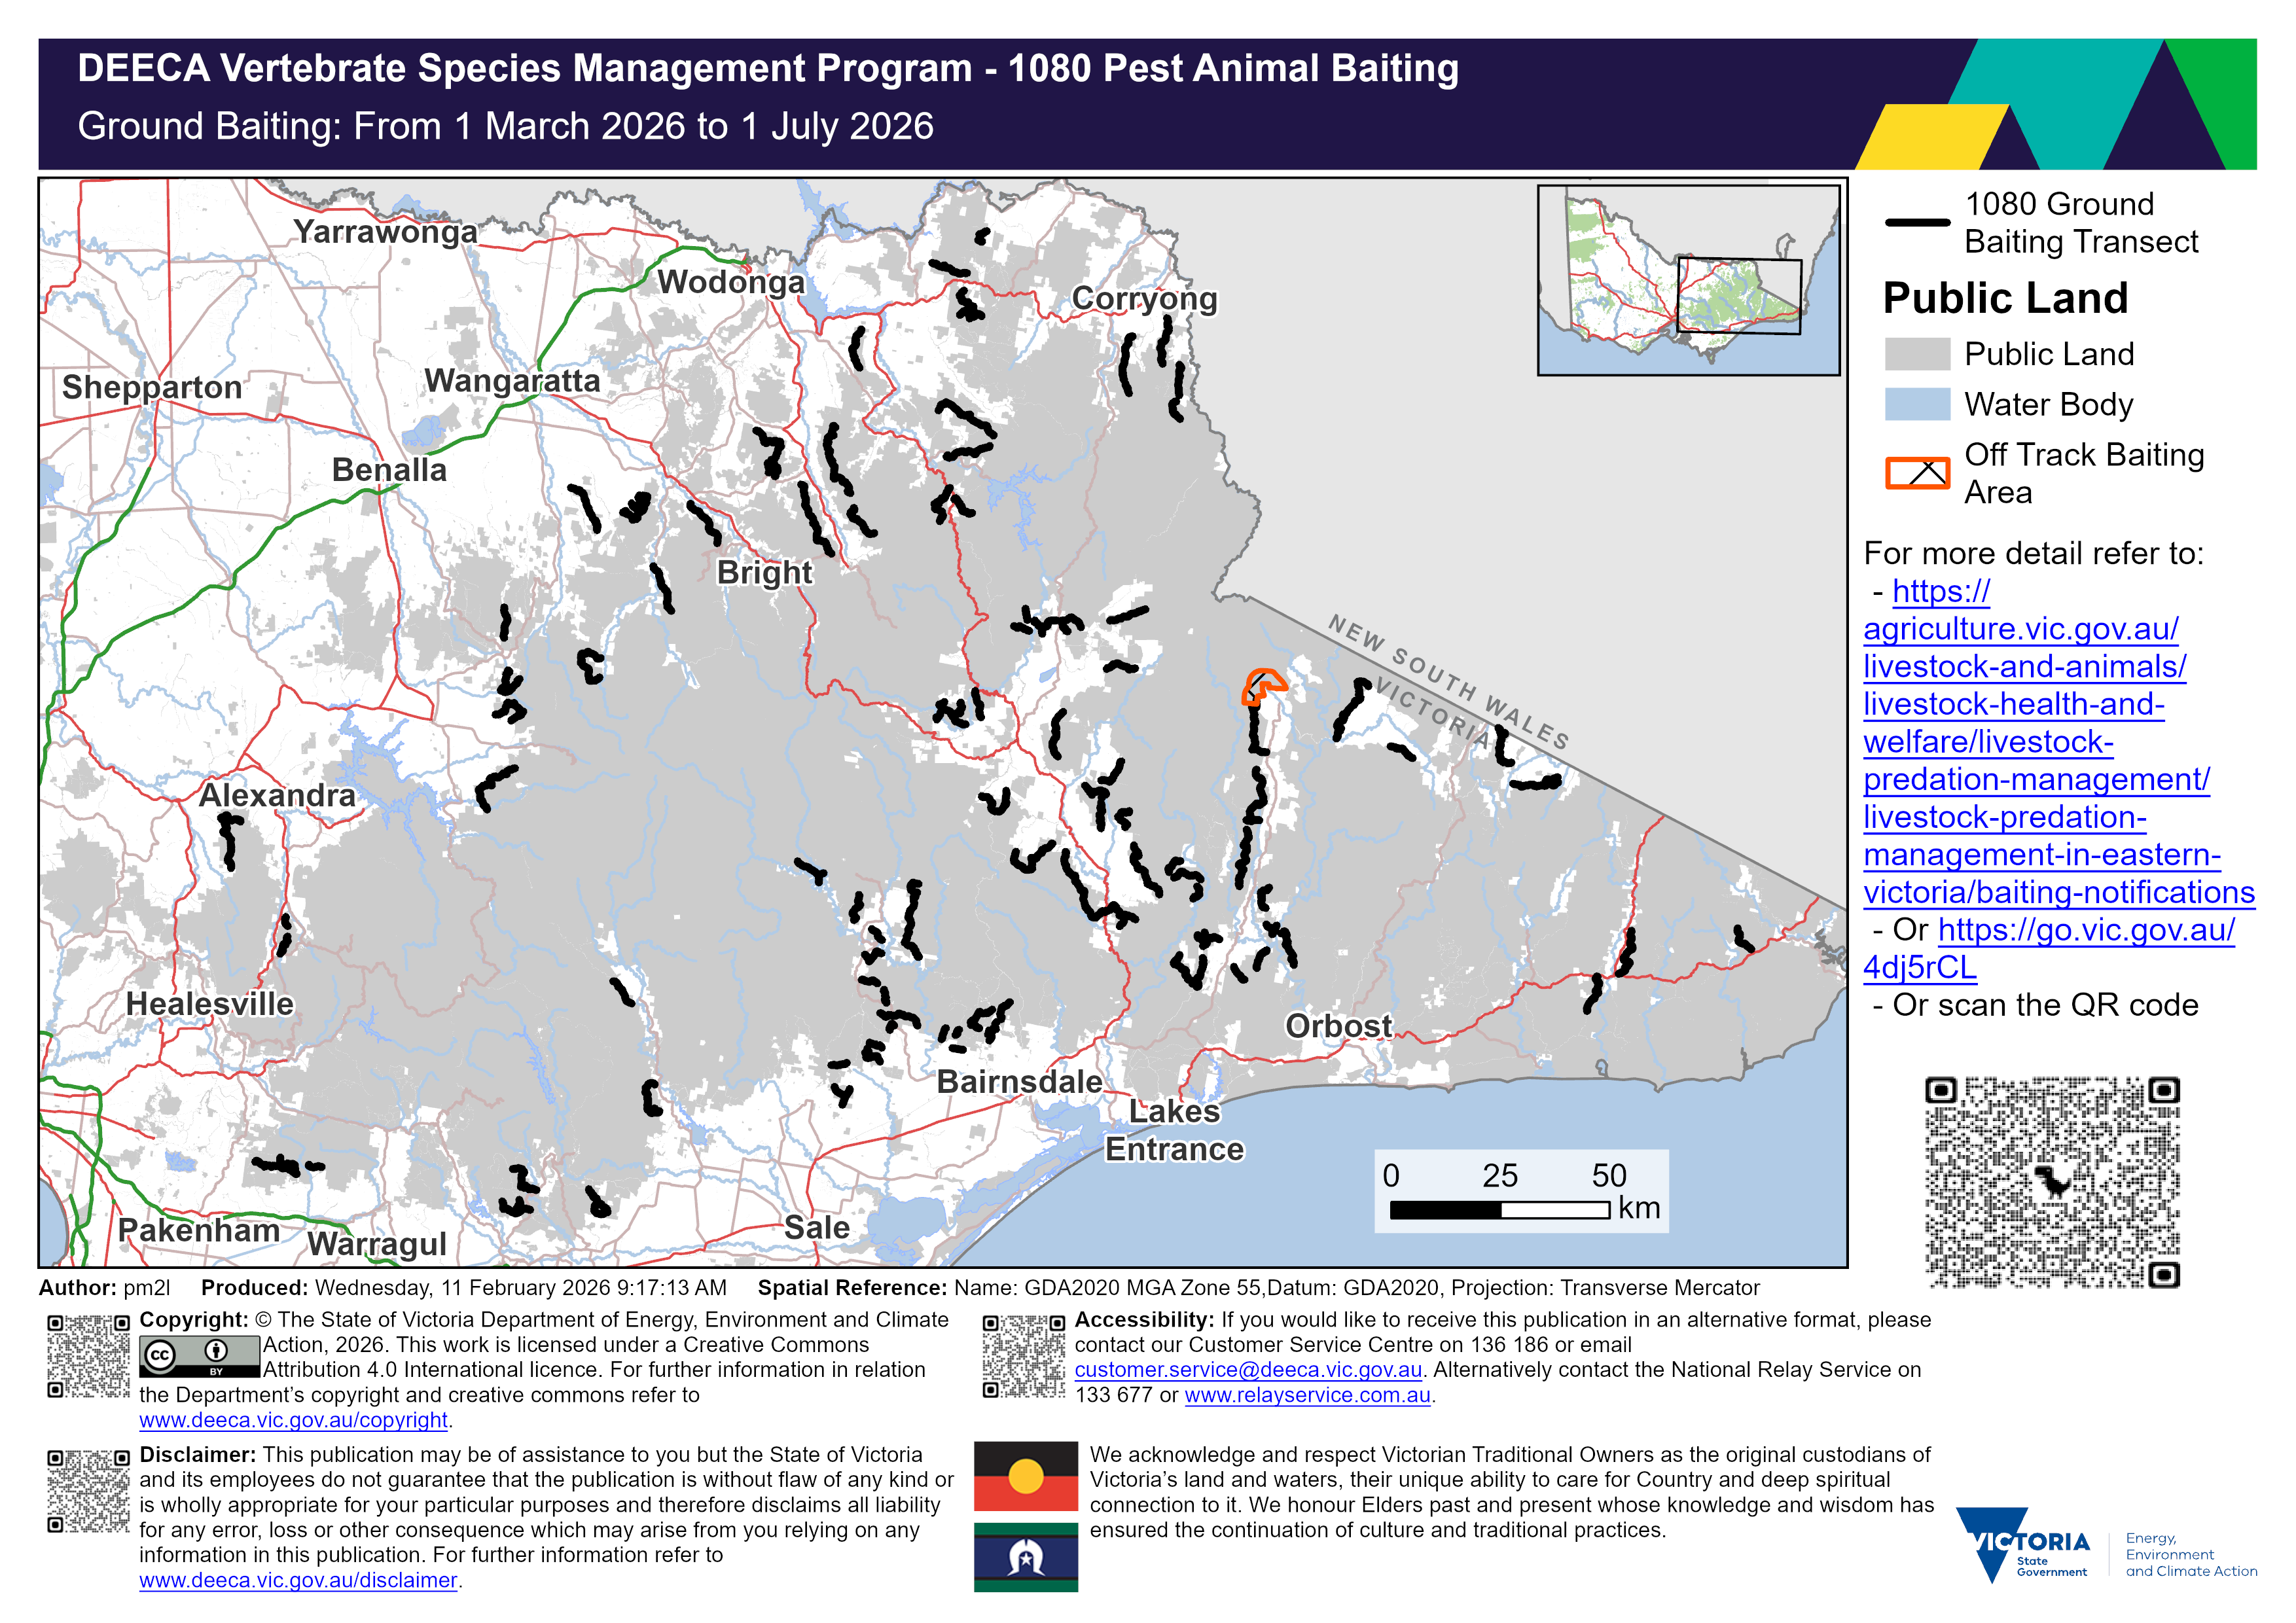 DEECA Vertebrate Species Management Program - 1080 Pest Animal Baiting
Ground Baiting: From 1 March 2026 to 1 July 2026
Yarrawonga
Wodonga
Corryong
Shepparton
Wangaratta
Benalla
Bright
NEW SOUTH WALES
VICTORIA
Alexandra
Healesville
Orbost
Bairnsdale
Lakes
Entrance
Pakenham
Warragul
Sale
0 25 50
km
1080 Ground
Baiting Transect
Public Land
Public Land
Water Body
Off Track Baiting
Area
For more detail refer to:
- https://
agriculture.vic.gov.au/
livestock-and-animals/
livestock-health-and-
welfare/livestock-
predation-management/
livestock-predation-
management-in-eastern-
victoria/baiting-notifications
- Or https://go.vic.gov.au/
4dj5rCL
- Or scan the QR code
Author: pm2l Produced: Wednesday, 11 February 2026 9:17:13 AM Spatial Reference: Name: GDA2020 MGA Zone 55,Datum: GDA2020, Projection: Transverse Mercator
Copyright: © The State of Victoria Department of Energy, Environment and Climate
Action, 2026. This work is licensed under a Creative Commons
Attribution 4.0 International licence. For further information in relation
the Department's copyright and creative commons refer to
www.deeca.vic.gov.au/copyright.
cc
BY
Accessibility: If you would like to receive this publication in an alternative format, please
contact our Customer Service Centre on 136 186 or email
customer.service@deeca.vic.gov.au. Alternatively contact the National Relay Service on
133 677 or www.relayservice.com.au.
Disclaimer: This publication may be of assistance to you but the State of Victoria
and its employees do not guarantee that the publication is without flaw of any kind or
is wholly appropriate for your particular purposes and therefore disclaims all liability
for any error, loss or other consequence which may arise from you relying on any
information in this publication. For further information refer to
www.deeca.vic.gov.au/disclaimer.
We acknowledge and respect Victorian Traditional Owners as the original custodians of
Victoria's land and waters, their unique ability to care for Country and deep spiritual
connection to it. We honour Elders past and present whose knowledge and wisdom has
ensured the continuation of culture and traditional practices.
VICTORIA
State
Government
Energy,
Environment
and Climate Action